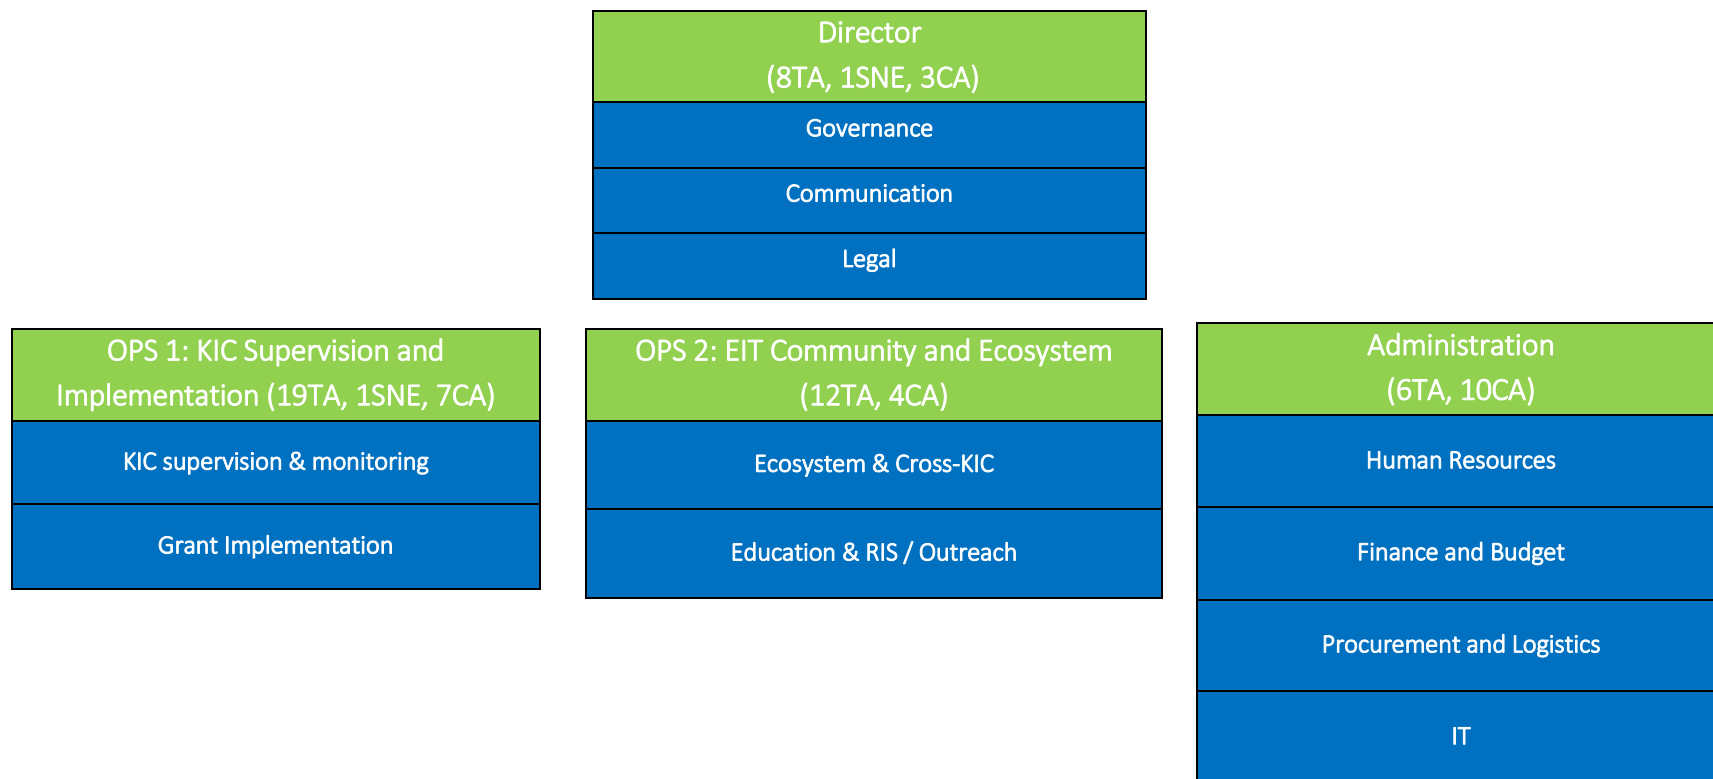 Director
(8TA, 1SNE, 3CA)
Governance
Communication
Legal
OPS 1: KIC Supervision and
Implementation (19TA, 1SNE, 7CA)
KIC supervision & monitoring
Grant Implementation
OPS 2: EIT Community and Ecosystem
(12TA, 4CA)
Ecosystem & Cross-KIC
Education & RIS / Outreach
Administration
(6TA, 10CA)
Human Resources
Finance and Budget
Procurement and Logistics
IT